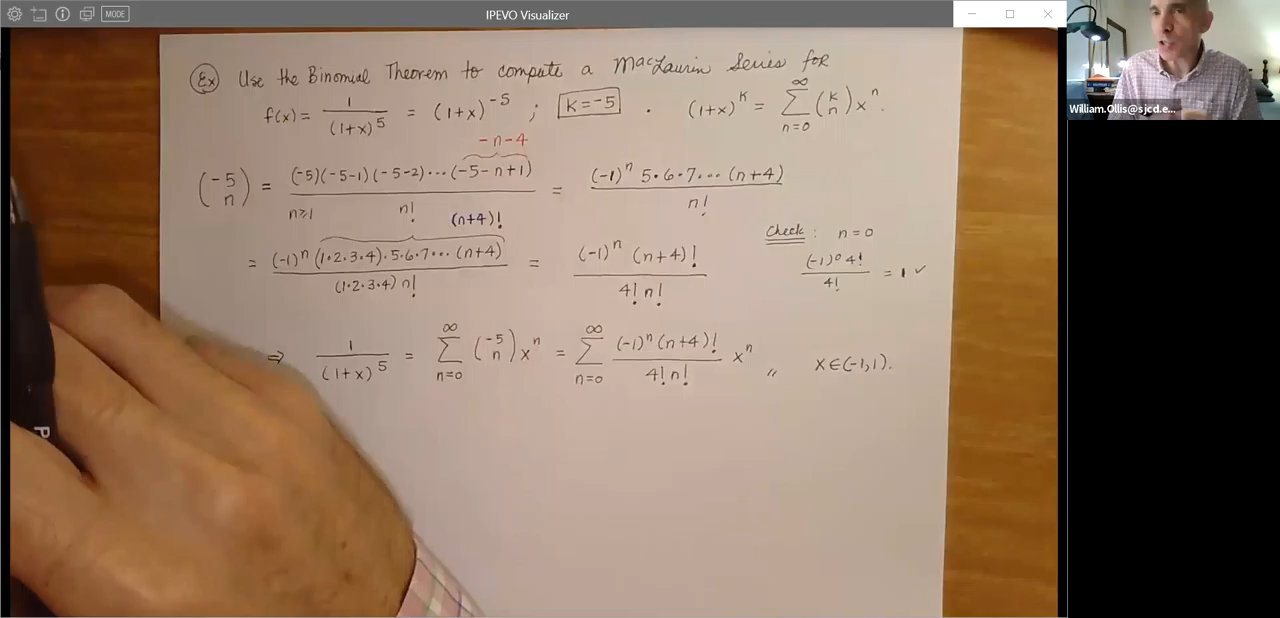 MODE
IPEVO Visualizer
William.Ollis@sjcd.e...
Ex Use the Binomial Theorem to compute a MacLaurin Series for
f(x) = 1/(1+x)^5 = (1+x)^-5 ; k = -5 . (1+x)^k = ∑_{n=0}^{∞} (k n) x^n.
-n-4
(-5 n) = (-5)(-5-1)(-5-2)···(-5-n+1)/n! = (-1)^n 5·6·7···(n+4)/n!
n≥1
(n+4)!
Check : n=0
= (-1)^n (1·2·3·4)·5·6·7···(n+4)/(1·2·3·4) n! = (-1)^n (n+4)!/4! n!
(-1)^0 4!/4! = 1 ✓
⇒ 1/(1+x)^5 = ∑_{n=0}^{∞} (-5 n) x^n = ∑_{n=0}^{∞} (-1)^n (n+4)!/4! n! x^n ,, x∈(-1,1).
P